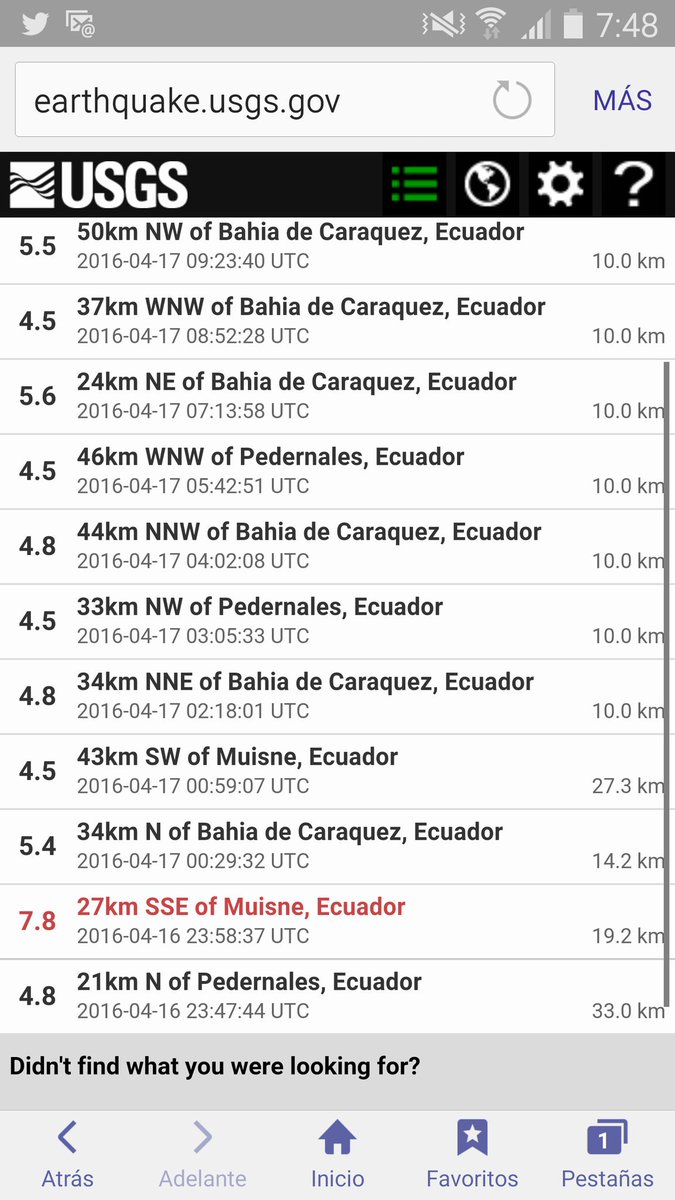 7:48
earthquake.usgs.gov
MÁS
USGS
5.5 50km NW of Bahia de Caraquez, Ecuador
2016-04-17 09:23:40 UTC 10.0 km
4.5 37km WNW of Bahia de Caraquez, Ecuador
2016-04-17 08:52:28 UTC 10.0 km
5.6 24km NE of Bahia de Caraquez, Ecuador
2016-04-17 07:13:58 UTC 10.0 km
4.5 46km WNW of Pedernales, Ecuador
2016-04-17 05:42:51 UTC 10.0 km
4.8 44km NNW of Bahia de Caraquez, Ecuador
2016-04-17 04:02:08 UTC 10.0 km
4.5 33km NW of Pedernales, Ecuador
2016-04-17 03:05:33 UTC 10.0 km
4.8 34km NNE of Bahia de Caraquez, Ecuador
2016-04-17 02:18:01 UTC 10.0 km
4.5 43km SW of Muisne, Ecuador
2016-04-17 00:59:07 UTC 27.3 km
5.4 34km N of Bahia de Caraquez, Ecuador
2016-04-17 00:29:32 UTC 14.2 km
7.8 27km SSE of Muisne, Ecuador
2016-04-16 23:58:37 UTC 19.2 km
4.8 21km N of Pedernales, Ecuador
2016-04-16 23:47:44 UTC 33.0 km
Didn't find what you were looking for?
1
Atrás Adelante Inicio Favoritos Pestañas